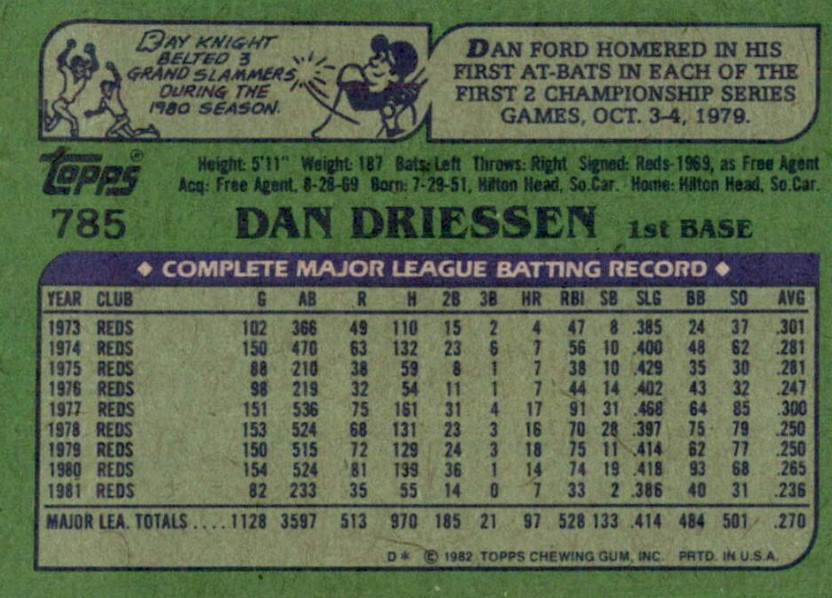 RAY KNIGHT
BELTED 3
GRAND SLAMMERS
DURING THE
1980 SEASON.
DAN FORD HOMERED IN HIS
FIRST AT-BATS IN EACH OF THE
FIRST 2 CHAMPIONSHIP SERIES
GAMES, OCT. 3-4, 1979.
Topps®
Height: 5'11" Weight: 187 Bats: Left Throws: Right Signed: Reds-1969, as Free Agent
Acq: Free Agent, 8-28-69 Born: 7-29-51, Hilton Head, So.Car. Home: Hilton Head, So.Car.
785 DAN DRIESSEN 1st BASE
◆ COMPLETE MAJOR LEAGUE BATTING RECORD ◆
YEAR CLUB G AB R H 2B 3B HR RBI SB SLG BB SO AVG
1973 REDS 102 366 49 110 15 2 4 47 8 .385 24 37 .301
1974 REDS 150 470 63 132 23 6 7 56 10 .400 48 62 .281
1975 REDS 88 210 38 59 8 1 7 38 10 .429 35 30 .281
1976 REDS 98 219 32 54 11 1 7 44 14 .402 43 32 .247
1977 REDS 151 536 75 161 31 4 17 91 31 .468 64 85 .300
1978 REDS 153 524 68 131 23 3 16 70 28 .397 75 79 .250
1979 REDS 150 515 72 129 24 3 18 75 11 .414 62 77 .250
1980 REDS 154 524 81 139 36 1 14 74 19 .418 93 68 .265
1981 REDS 82 233 35 55 14 0 7 33 2 .386 40 31 .236
MAJOR LEA. TOTALS .... 1128 3597 513 970 185 21 97 528 133 .414 484 501 .270
D* © 1982 TOPPS CHEWING GUM, INC. PRTD. IN U.S.A.